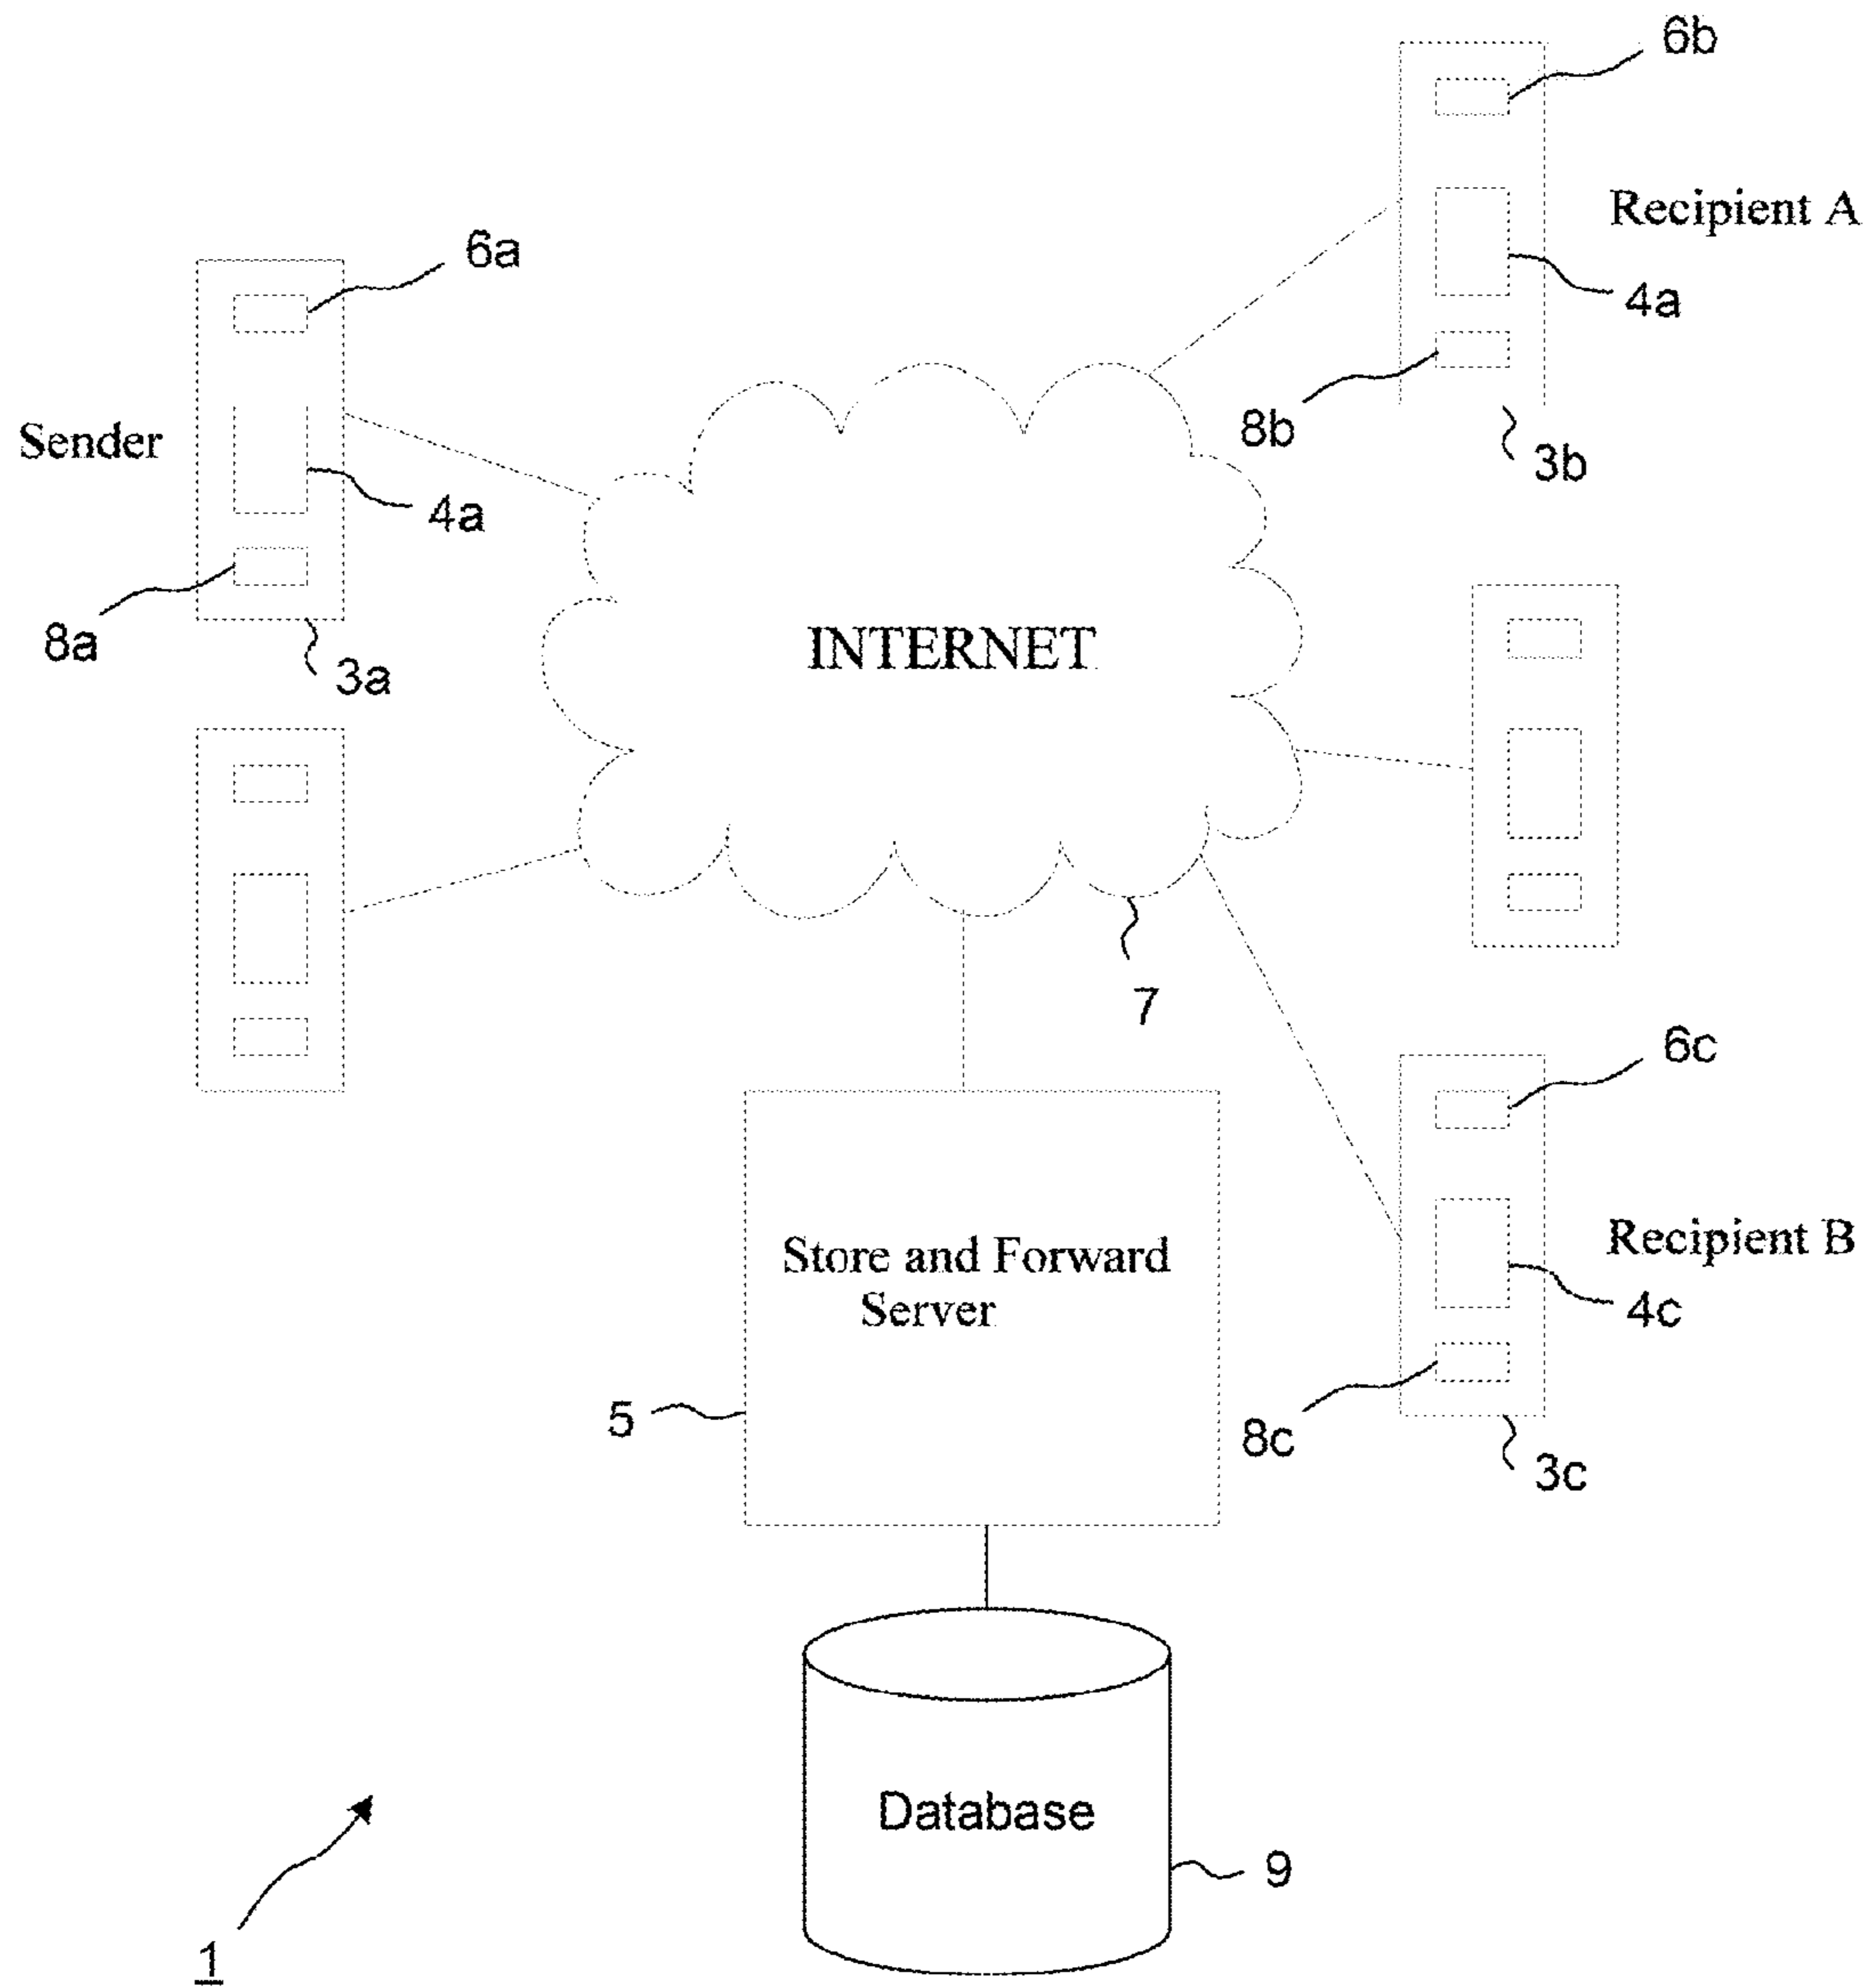 6b
Recipient A
6a
4a
8b
Sender
3b
4a
8a
INTERNET
3a
7
6c
Recipient B
Store and Forward
Server
4c
5
8c
3c
Database
9
1